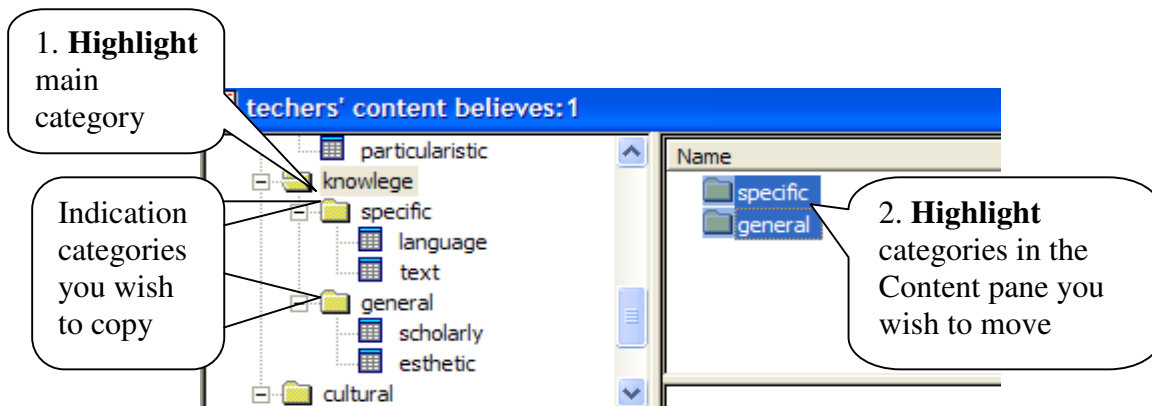 1. Highlight
main
category
techers' content believes:1
particularistic
knowlege
specific
language
text
general
scholarly
esthetic
cultural
Indication
categories
you wish
to copy
Name
specific
general
2. Highlight
categories in the
Content pane you
wish to move